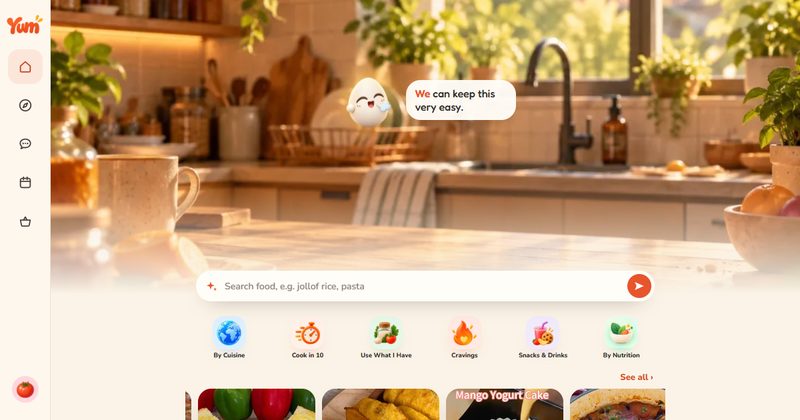 Yum
We can keep this
very easy.
Search food, e.g. jollof rice, pasta
By Cuisine
Cook in 10
Use What I Have
Cravings
Snacks & Drinks
By Nutrition
See all ›
Mango Yogurt Cake